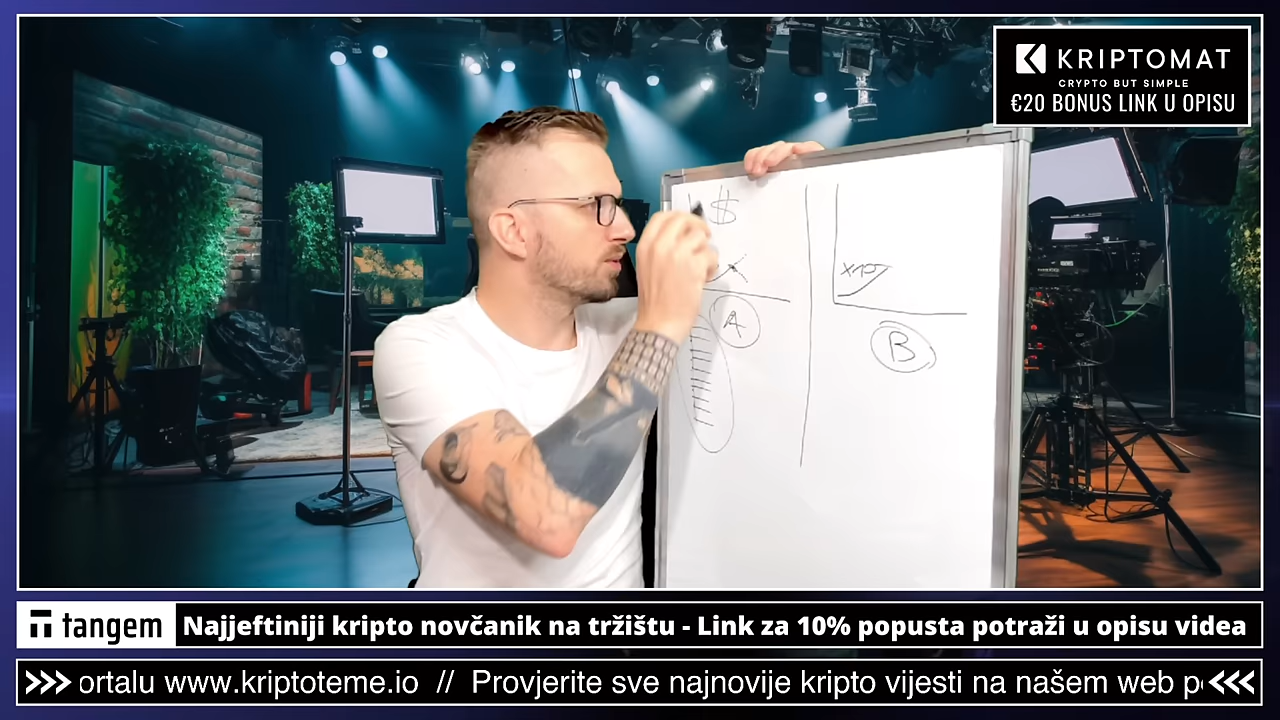 KRIPTOMAT
CRYPTO BUT SIMPLE
€20 BONUS LINK U OPISU
$
A
B
tangem
Najjeftiniji kripto novčanik na tržištu - Link za 10% popusta potraži u opisu videa
ortalu www.kriptoteme.io // Provjerite sve najnovije kripto vijesti na našem web p